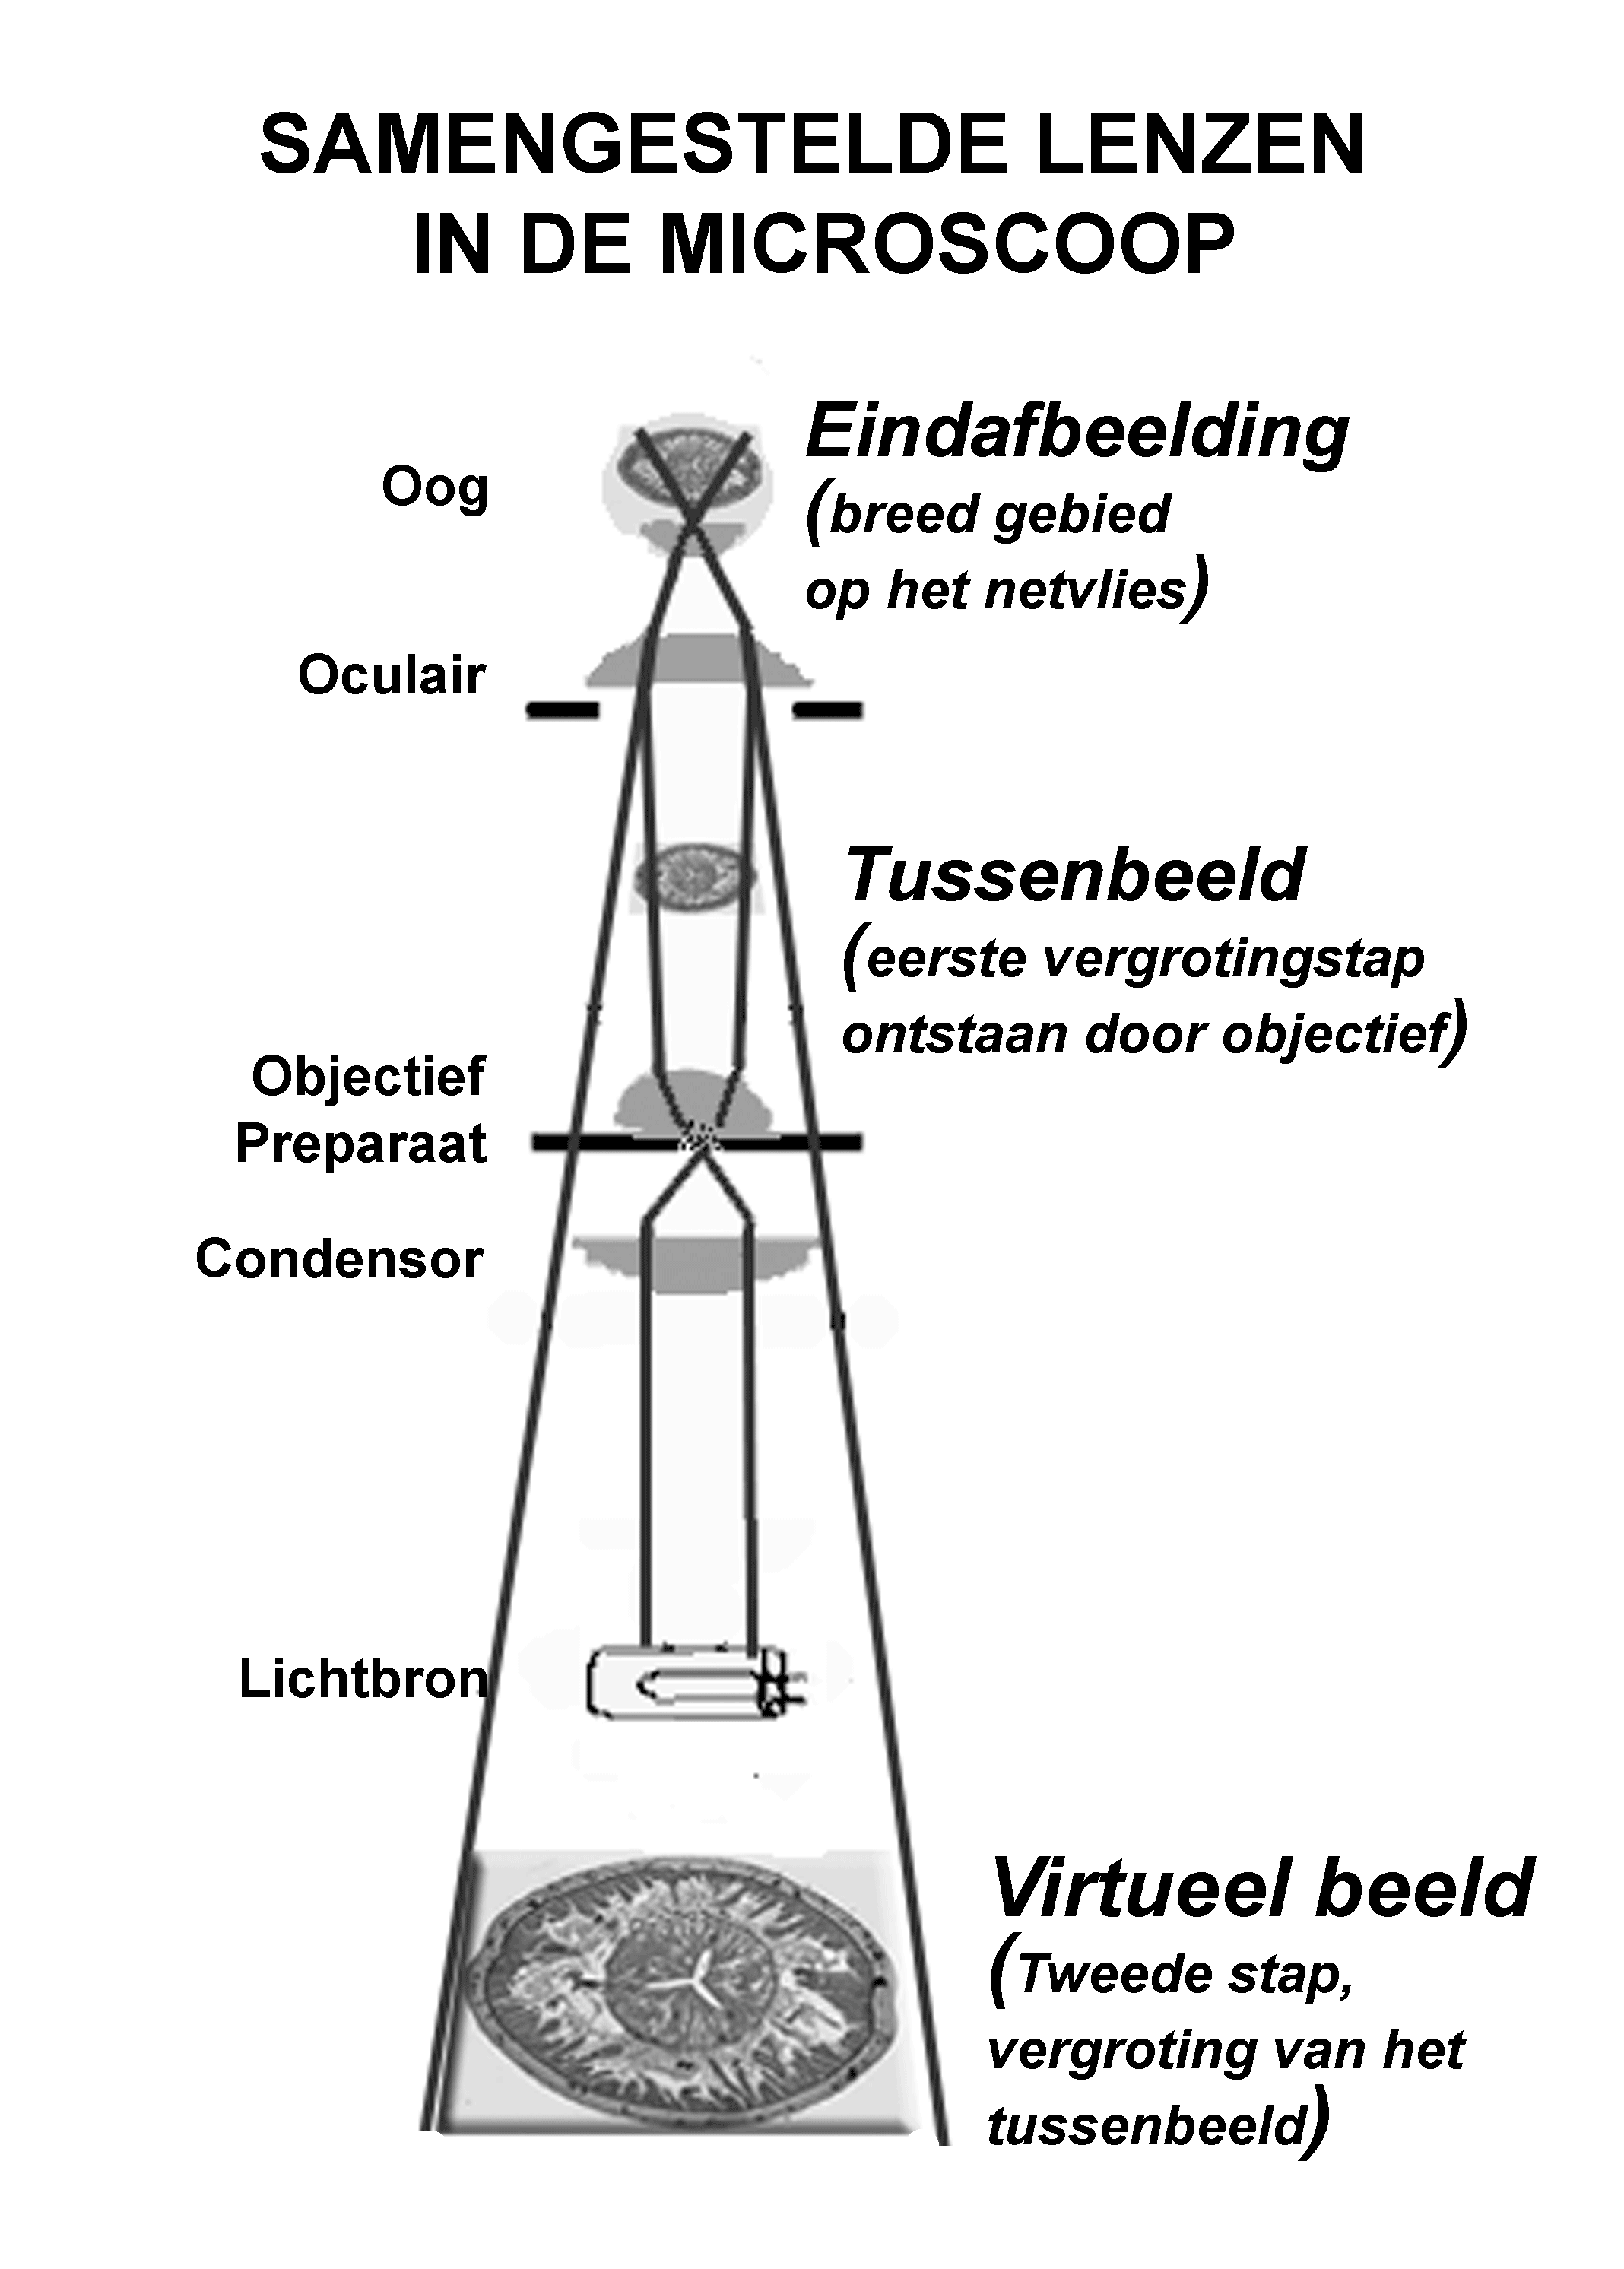 SAMENGESTELDE LENZEN
IN DE MICROSCOOP
Oog
Eindafbeelding
(breed gebied
op het netvlies)
Oculair
Tussenbeeld
(eerste vergrotingstap
ontstaan door objectief)
Objectief
Preparaat
Condensor
Lichtbron
Virtueel beeld
(Tweede stap,
vergroting van het
tussenbeeld)